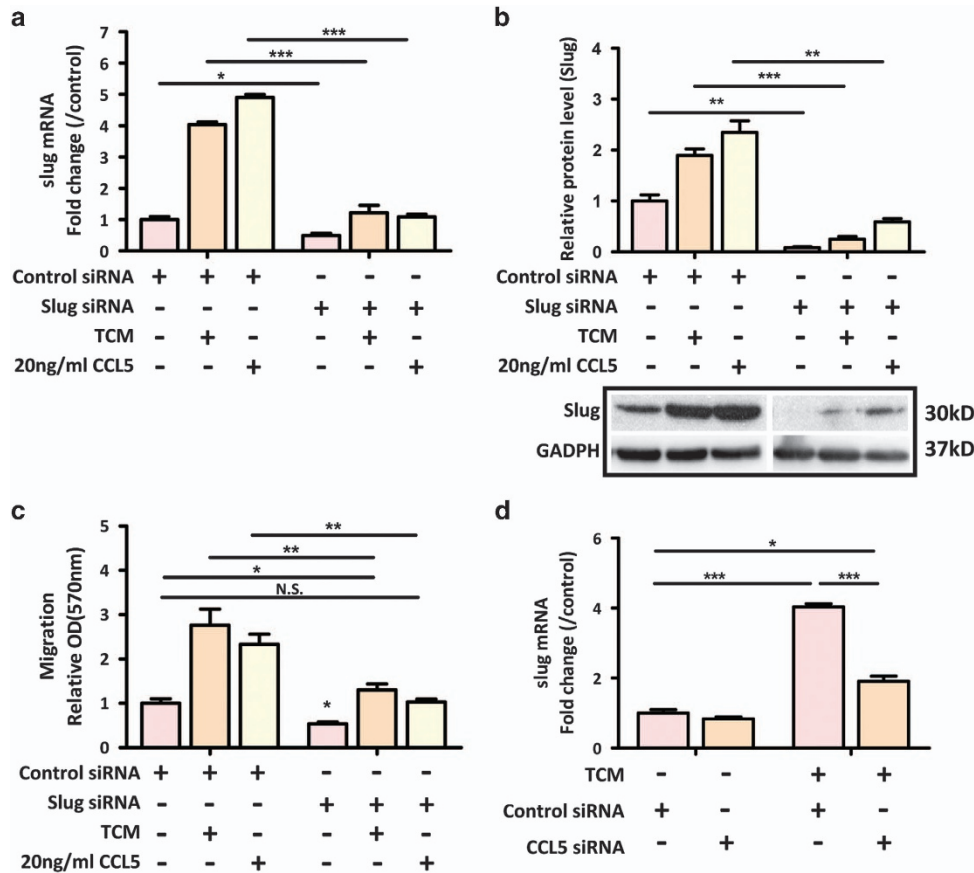 a
slug mRNA
Fold change (/control)
7
6
5
4
3
2
1
0
***
***
*
Control siRNA + + + - - -
Slug siRNA - - - + + +
TCM - + - - + -
20ng/ml CCL5 - - + - - +
b
Relative protein level (Slug)
4
3
2
1
0
**
***
**
Control siRNA + + + - - -
Slug siRNA - - - + + +
TCM - + - - + -
20ng/ml CCL5 - - + - - +
Slug 30kD
GADPH 37kD
c
Migration
Relative OD(570nm)
5
4
3
2
1
0
**
**
*
N.S.
*
Control siRNA + + + - - -
Slug siRNA - - - + + +
TCM - + - - + -
20ng/ml CCL5 - - + - - +
d
slug mRNA
Fold change (/control)
6
4
2
0
*
*** ***
TCM - - + +
Control siRNA + - + -
CCL5 siRNA - + - +